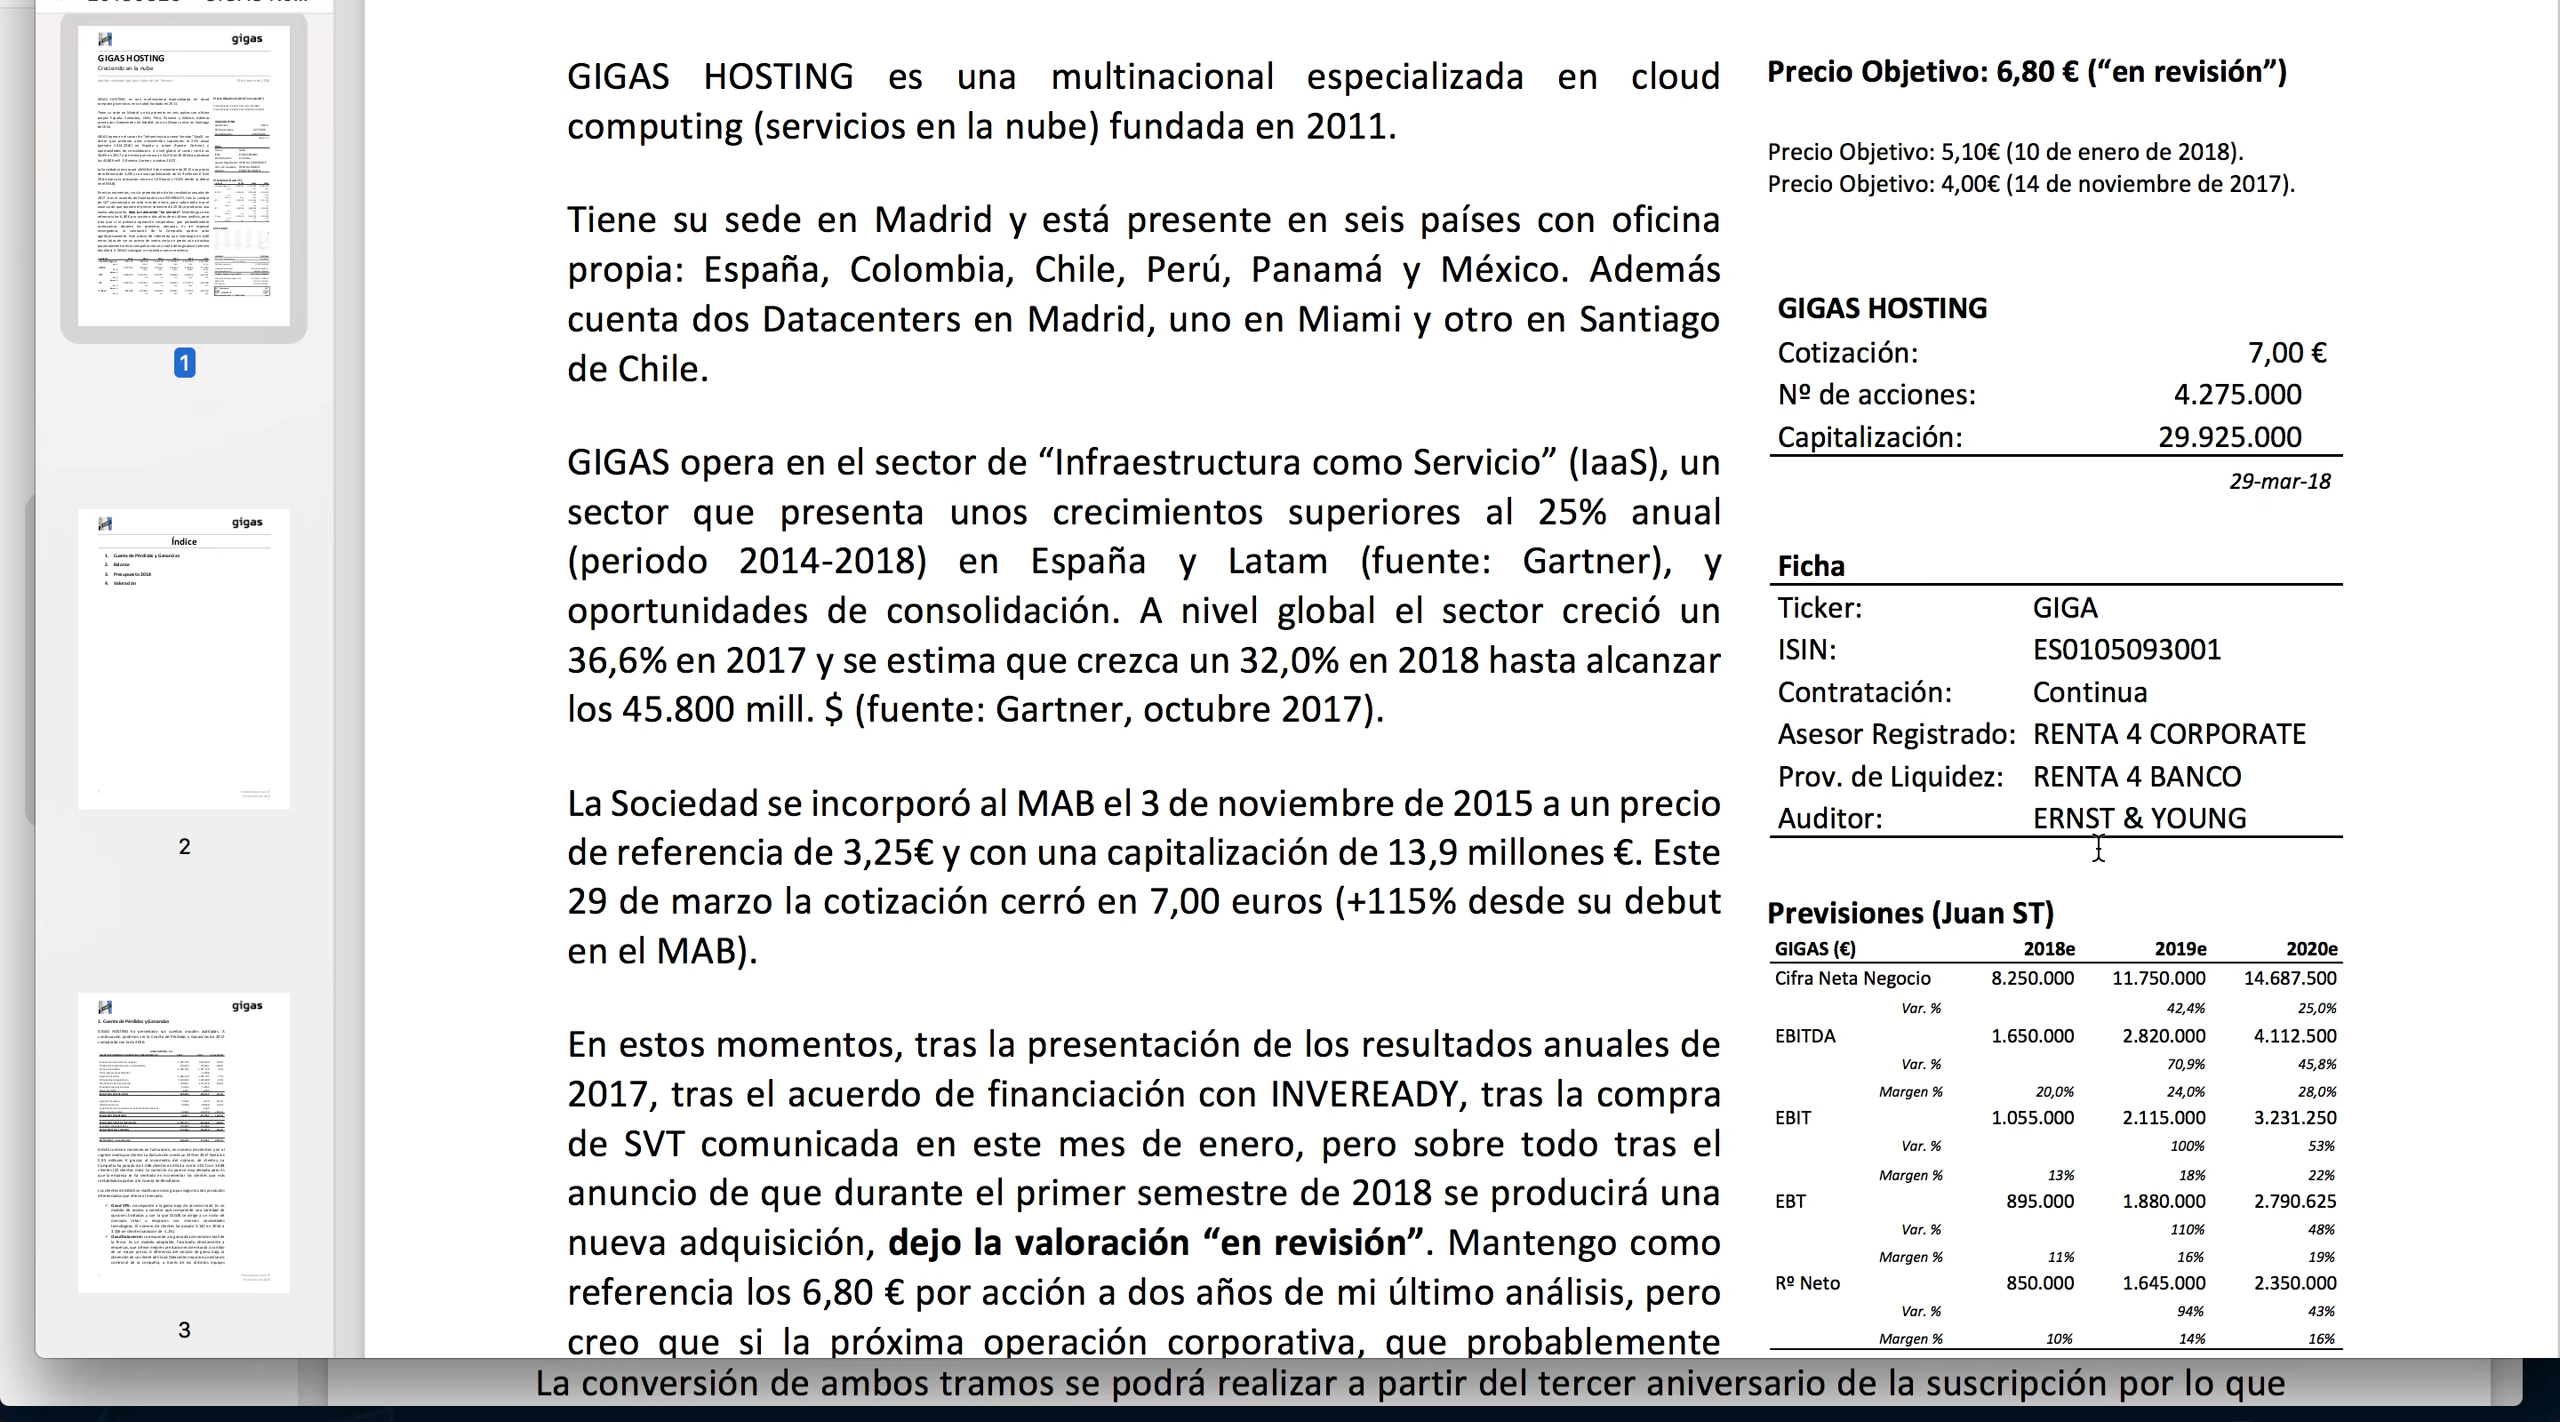 gigas
GIGAS HOSTING
Creciendo en la nube
1
gigas
Índice
1. Cuenta de Pérdidas y Ganancias
2. Balance
3. Presupuesto 2018
4. Valoración
2
gigas
1. Cuenta de Pérdidas y Ganancias
3
GIGAS HOSTING es una multinacional especializada en cloud
computing (servicios en la nube) fundada en 2011.
Tiene su sede en Madrid y está presente en seis países con oficina
propia: España, Colombia, Chile, Perú, Panamá y México. Además
cuenta dos Datacenters en Madrid, uno en Miami y otro en Santiago
de Chile.
GIGAS opera en el sector de “Infraestructura como Servicio” (IaaS), un
sector que presenta unos crecimientos superiores al 25% anual
(periodo 2014-2018) en España y Latam (fuente: Gartner), y
oportunidades de consolidación. A nivel global el sector creció un
36,6% en 2017 y se estima que crezca un 32,0% en 2018 hasta alcanzar
los 45.800 mill. $ (fuente: Gartner, octubre 2017).
La Sociedad se incorporó al MAB el 3 de noviembre de 2015 a un precio
de referencia de 3,25€ y con una capitalización de 13,9 millones €. Este
29 de marzo la cotización cerró en 7,00 euros (+115% desde su debut
en el MAB).
En estos momentos, tras la presentación de los resultados anuales de
2017, tras el acuerdo de financiación con INVEREADY, tras la compra
de SVT comunicada en este mes de enero, pero sobre todo tras el
anuncio de que durante el primer semestre de 2018 se producirá una
nueva adquisición, dejo la valoración “en revisión”. Mantengo como
referencia los 6,80 € por acción a dos años de mi último análisis, pero
creo que si la próxima operación corporativa, que probablemente
Precio Objetivo: 6,80 € (“en revisión”)
Precio Objetivo: 5,10€ (10 de enero de 2018).
Precio Objetivo: 4,00€ (14 de noviembre de 2017).
GIGAS HOSTING
Cotización: 7,00 €
Nº de acciones: 4.275.000
Capitalización: 29.925.000
29-mar-18
Ficha
Ticker: GIGA
ISIN: ES0105093001
Contratación: Continua
Asesor Registrado: RENTA 4 CORPORATE
Prov. de Liquidez: RENTA 4 BANCO
Auditor: ERNST & YOUNG
Previsiones (Juan ST)
GIGAS (€) 2018e 2019e 2020e
Cifra Neta Negocio 8.250.000 11.750.000 14.687.500
Var. % 42,4% 25,0%
EBITDA 1.650.000 2.820.000 4.112.500
Var. % 70,9% 45,8%
Margen % 20,0% 24,0% 28,0%
EBIT 1.055.000 2.115.000 3.231.250
Var. % 100% 53%
Margen % 13% 18% 22%
EBT 895.000 1.880.000 2.790.625
Var. % 110% 48%
Margen % 11% 16% 19%
Rº Neto 850.000 1.645.000 2.350.000
Var. % 94% 43%
Margen % 10% 14% 16%
La conversión de ambos tramos se podrá realizar a partir del tercer aniversario de la suscripción por lo que